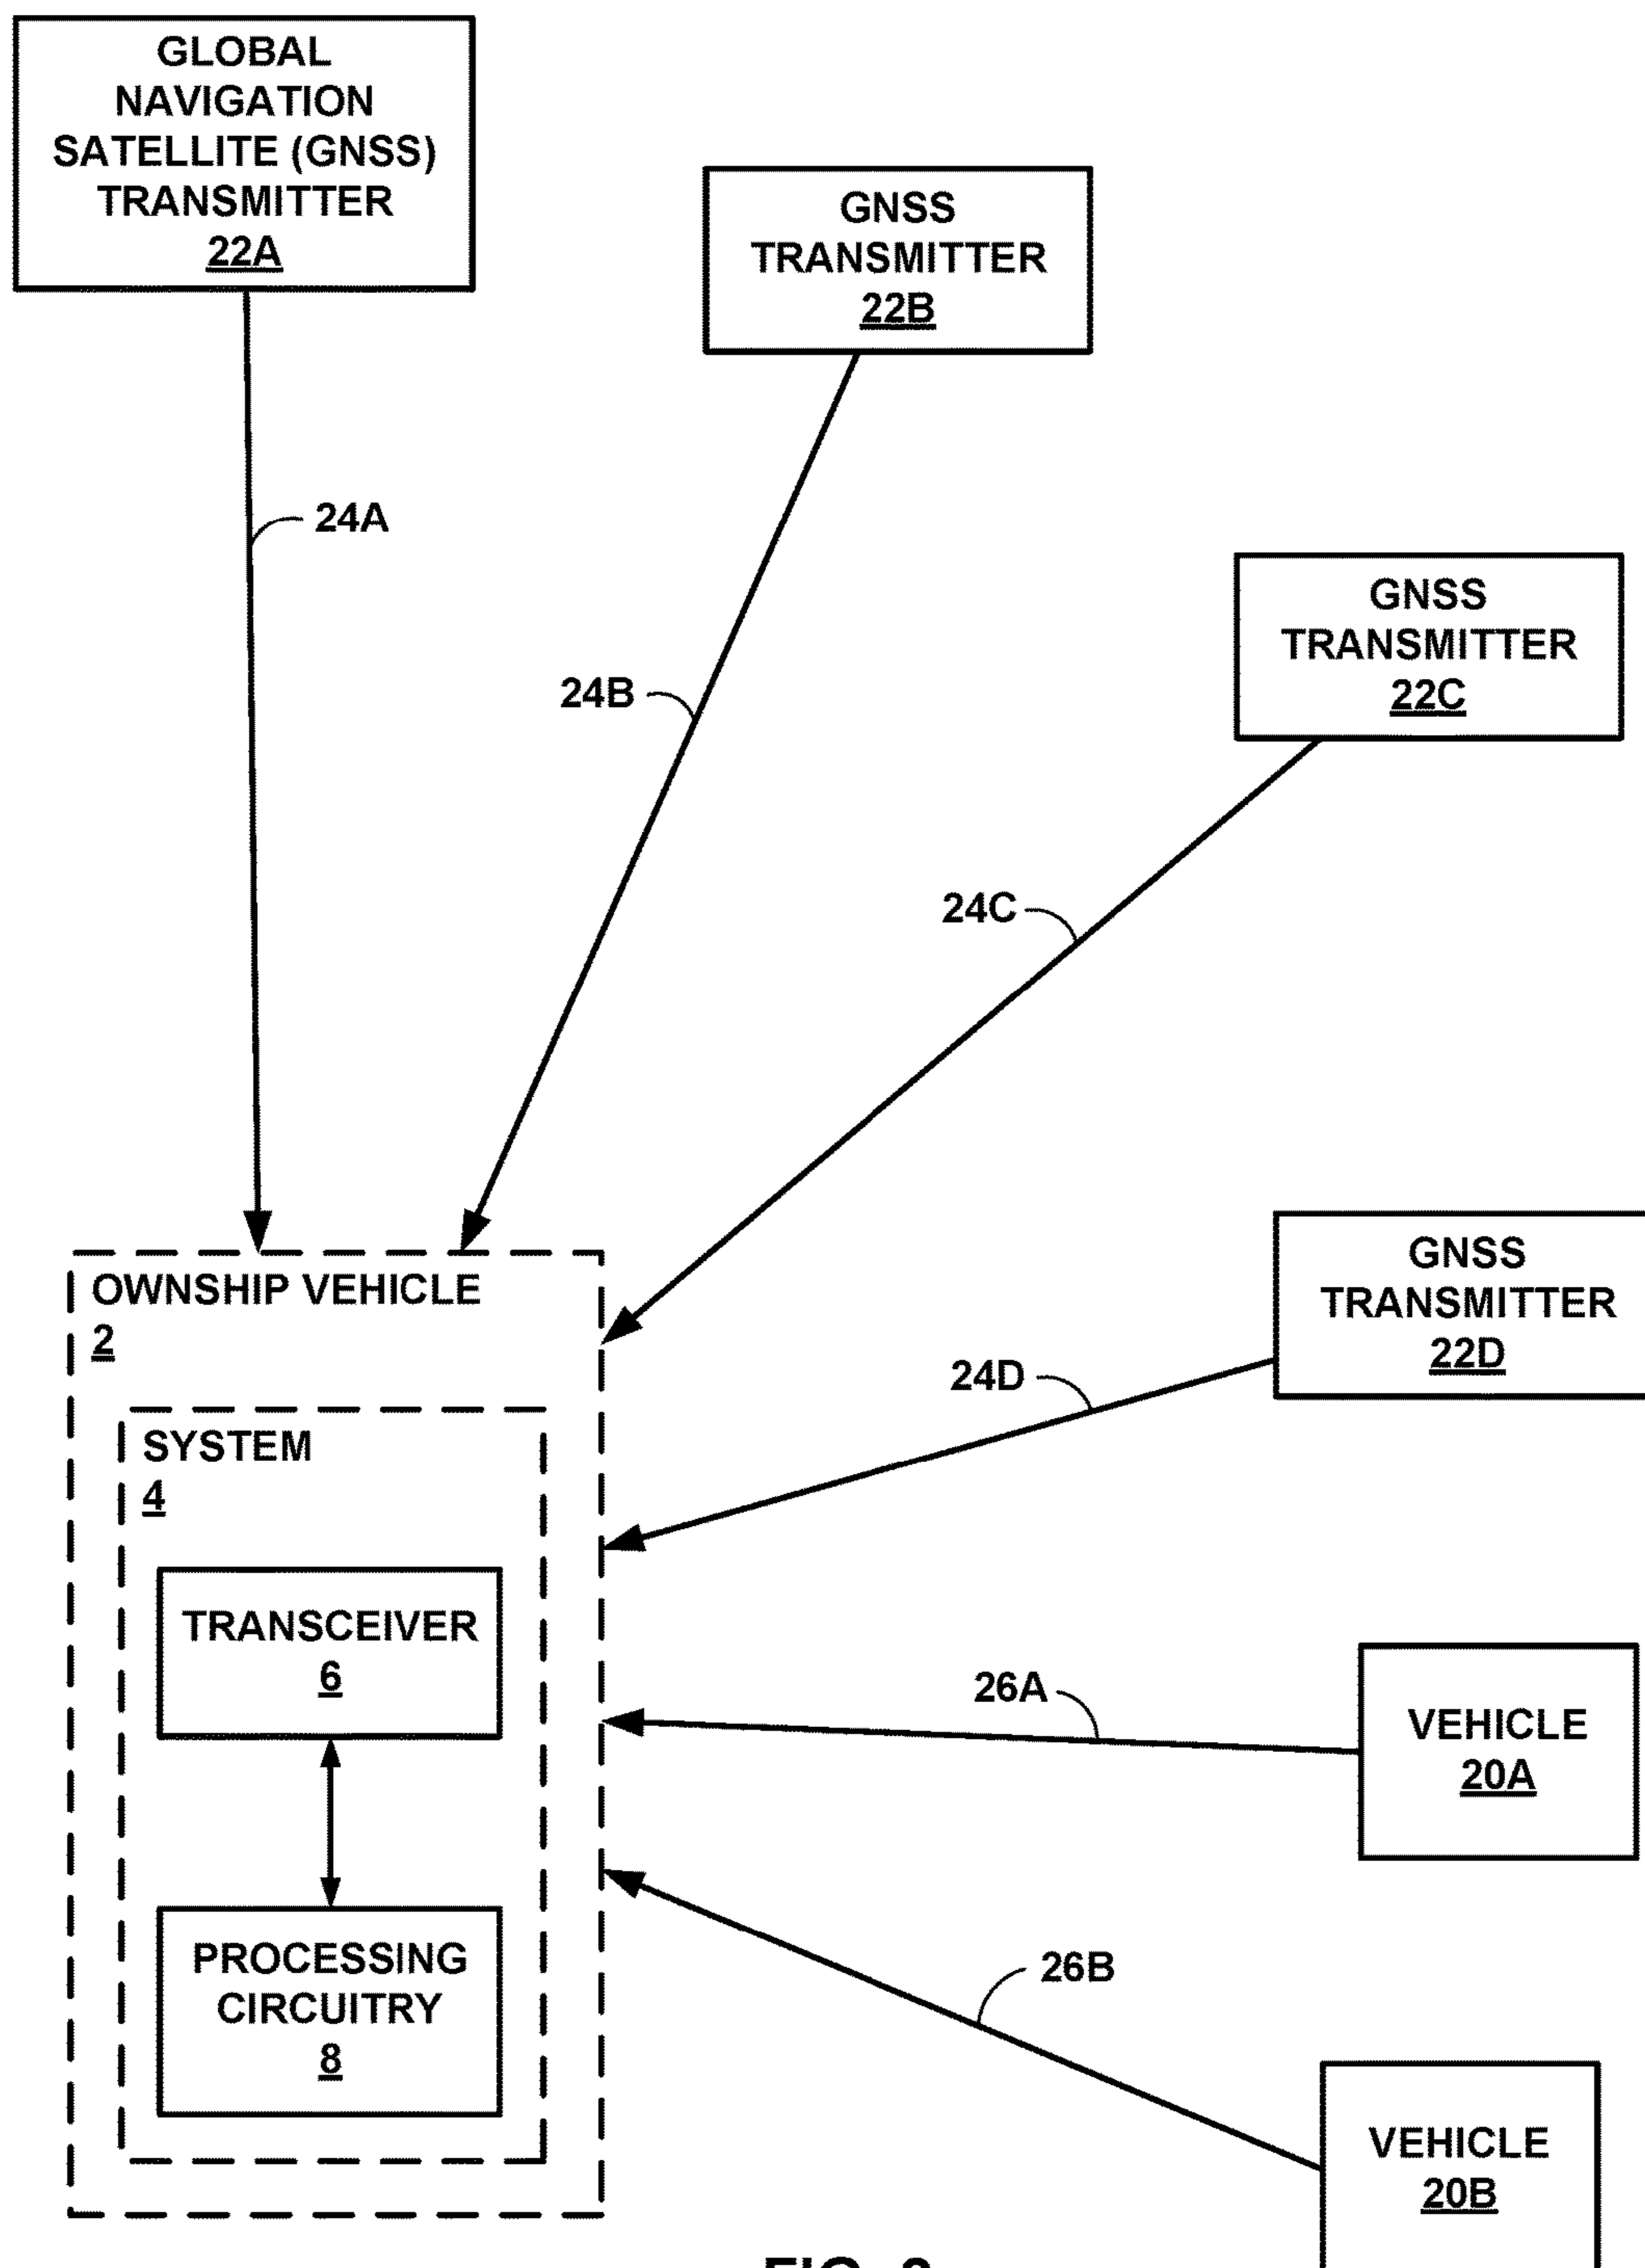 GLOBAL
NAVIGATION
SATELLITE (GNSS)
TRANSMITTER
22A
GNSS
TRANSMITTER
22B
24A
GNSS
TRANSMITTER
22C
24B
24C
GNSS
TRANSMITTER
22D
24D
OWNSHIP VEHICLE
2
SYSTEM
4
TRANSCEIVER
6
PROCESSING
CIRCUITRY
8
26A
VEHICLE
20A
26B
VEHICLE
20B
FIG.